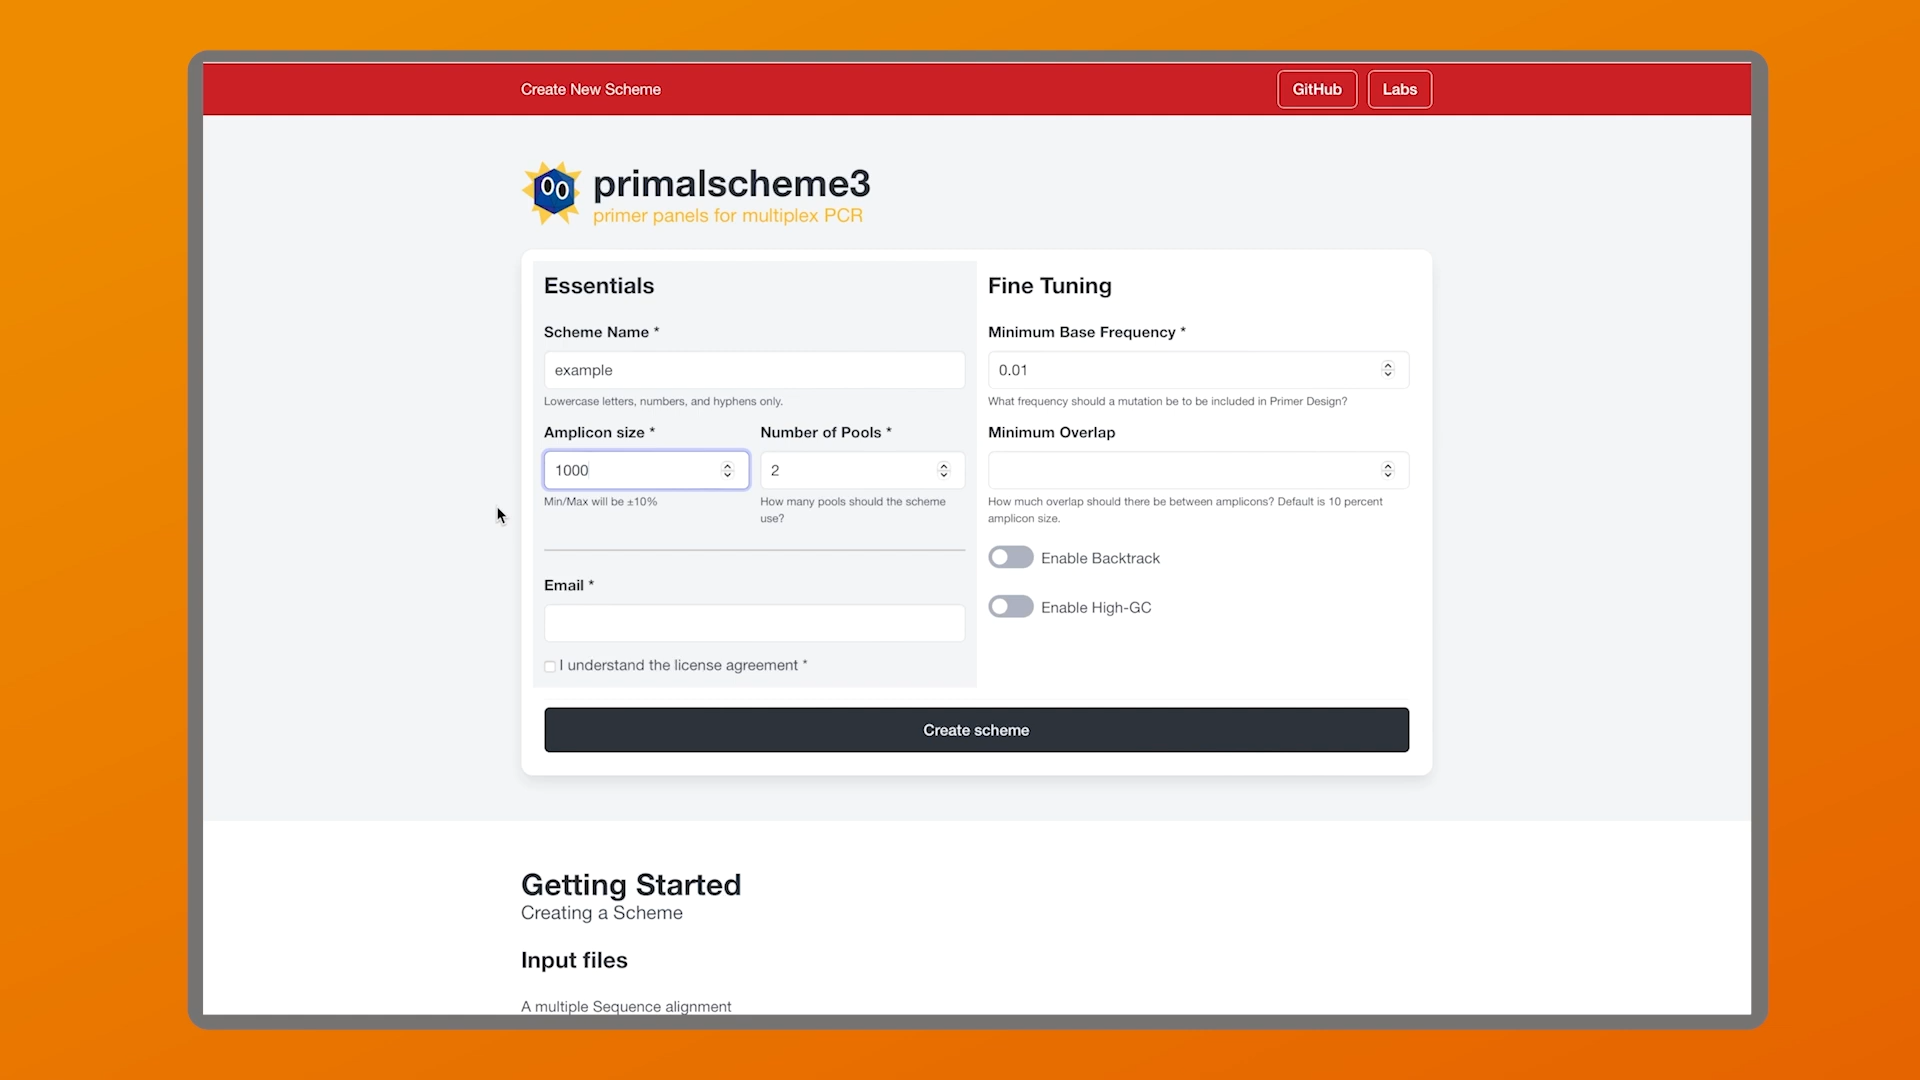 Create New Scheme
GitHub
Labs
primalscheme3
primer panels for multiplex PCR
Essentials
Scheme Name *
example
Lowercase letters, numbers, and hyphens only.
Amplicon size *
1000
Min/Max will be ±10%
Number of Pools *
2
How many pools should the scheme
use?
Email *
I understand the license agreement *
Fine Tuning
Minimum Base Frequency *
0.01
What frequency should a mutation be to be included in Primer Design?
Minimum Overlap
How much overlap should there be between amplicons? Default is 10 percent
amplicon size.
Enable Backtrack
Enable High-GC
Create scheme
Getting Started
Creating a Scheme
Input files
A multiple Sequence alignment